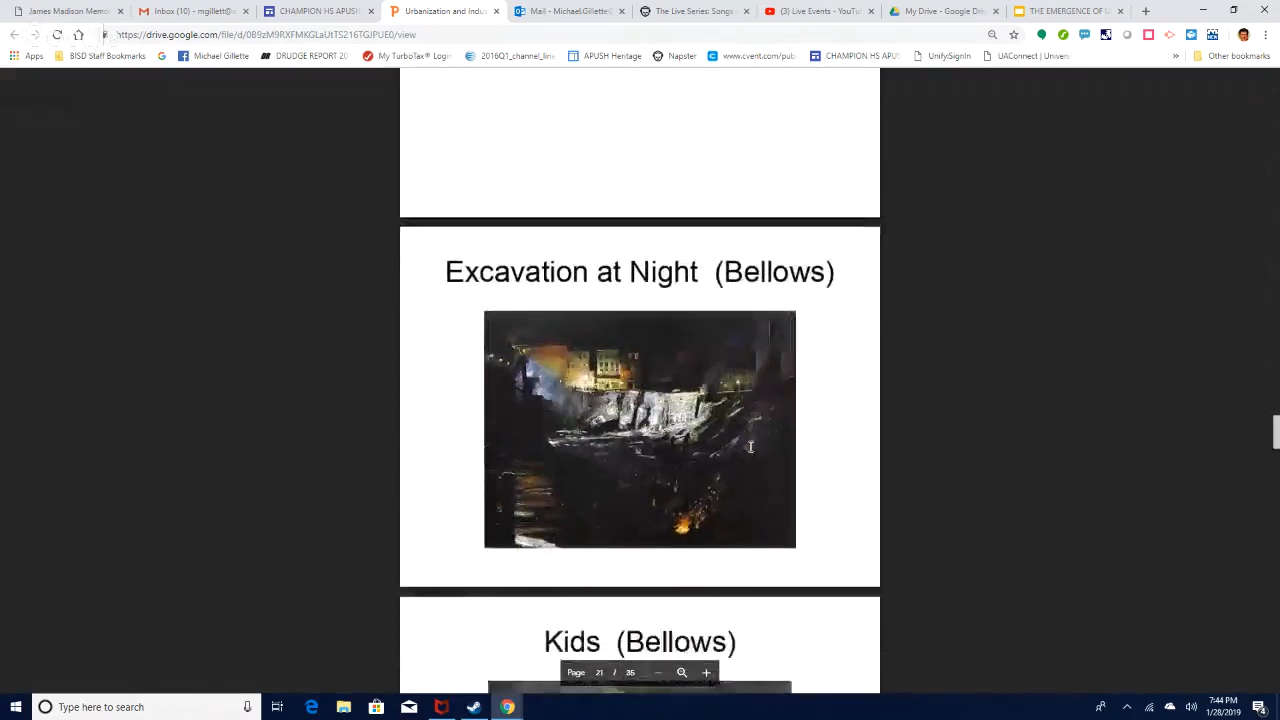 James Madison Memor
Inbox (10) - mgillett@
CHAMPION HS APUSH
Urbanization and Indu
Mail - Michael.Gillette@
The Live Series: Songs
(3) Live Events - YouTu
My Drive - Google Driv
THE EMERGENCE OF U
https://drive.google.com/file/d/0B9zM9RXFMKGLaUtTS216TGJPUE0/view
Apps
BISD Staff Bookmarks
Michael Gillette
DRUDGE REPORT 20
My TurboTax® Login
2016Q1_channel_line
APUSH Heritage
Napster
www.cvent.com/pub
CHAMPION HS APUS
UnifiySignIn
UAConnect | Univers
»
Other bookmarks
Excavation at Night (Bellows)
Kids (Bellows)
Page 21 / 35
Type here to search
7:44 PM
1/28/2019